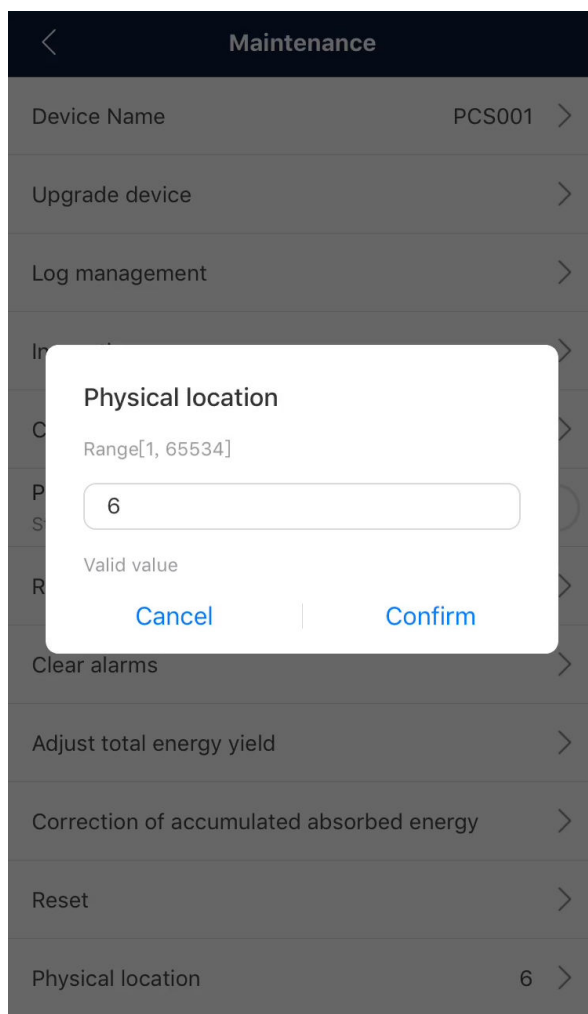 Maintenance
Device Name PCS001
Upgrade device
Log management
Physical location
Range[1, 65534]
6
Valid value
Cancel Confirm
Clear alarms
Adjust total energy yield
Correction of accumulated absorbed energy
Reset
Physical location 6